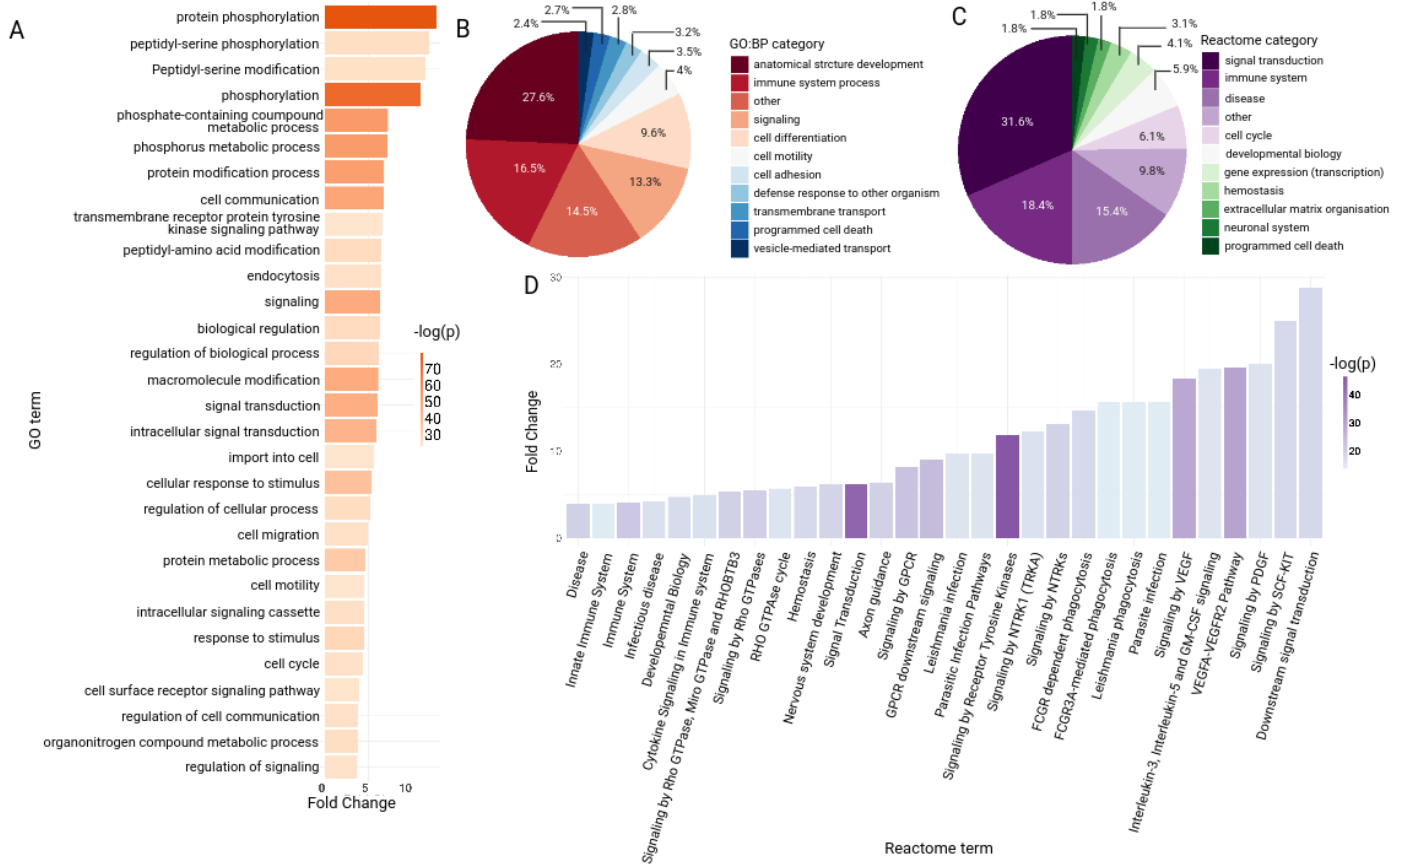 A
protein phosphorylation
peptidyl-serine phosphorylation
Peptidyl-serine modification
phosphorylation
phosphate-containing coumpound
metabolic process
phosphorus metabolic process
protein modification process
cell communication
transmembrane receptor protein tyrosine
kinase signaling pathway
peptidyl-amino acid modification
endocytosis
signaling
biological regulation
regulation of biological process
macromolecule modification
signal transduction
intracellular signal transduction
import into cell
cellular response to stimulus
regulation of cellular process
cell migration
protein metabolic process
cell motility
intracellular signaling cassette
response to stimulus
cell cycle
cell surface receptor signaling pathway
regulation of cell communication
organonitrogen compound metabolic process
regulation of signaling
GO term
0 5 10
Fold Change
-log(p)
70
60
50
40
30
B
2.4%
2.7%
2.8%
3.2%
3.5%
4%
9.6%
13.3%
14.5%
16.5%
27.6%
GO:BP category
anatomical strcture development
immune system process
other
signaling
cell differentiation
cell motility
cell adhesion
defense response to other organism
transmembrane transport
programmed cell death
vesicle-mediated transport
C
1.8%
1.8%
1.8%
3.1%
4.1%
5.9%
6.1%
9.8%
15.4%
18.4%
31.6%
Reactome category
signal transduction
immune system
disease
other
cell cycle
developmental biology
gene expression (transcription)
hemostasis
extracellular matrix organisation
neuronal system
programmed cell death
D
30
20
10
0
Fold Change
-log(p)
40
30
20
Disease
Innate Immune System
Immune System
Infectious disease
Developemntal Biology
Cytokine Signaling in Immune system
Signaling by Rho GTPase, Miro GTPase and RHOBTB3
Signaling by Rho GTPases
RHO GTPAse cycle
Hemostasis
Nervous system development
Signal Transduction
Axon guidance
Signaling by GPCR
GPCR downstream signaling
Leishmania infection
Parasitic Infection Pathways
Signaling by Receptor Tyrosine Kinases
Signaling by NTRK1 (TRKA)
Signaling by NTRKs
FCGR dependent phagocytosis
FCGR3A-mediated phagocytosis
Leishmania phagocytosis
Parasite infection
Signaling by VEGF
Interleukin-3, Interleukin-5 and GM-CSF signaling
VEGFA-VEGFR2 Pathway
Signaling by PDGF
Signaling by SCF-KIT
Downstream signal transduction
Reactome term